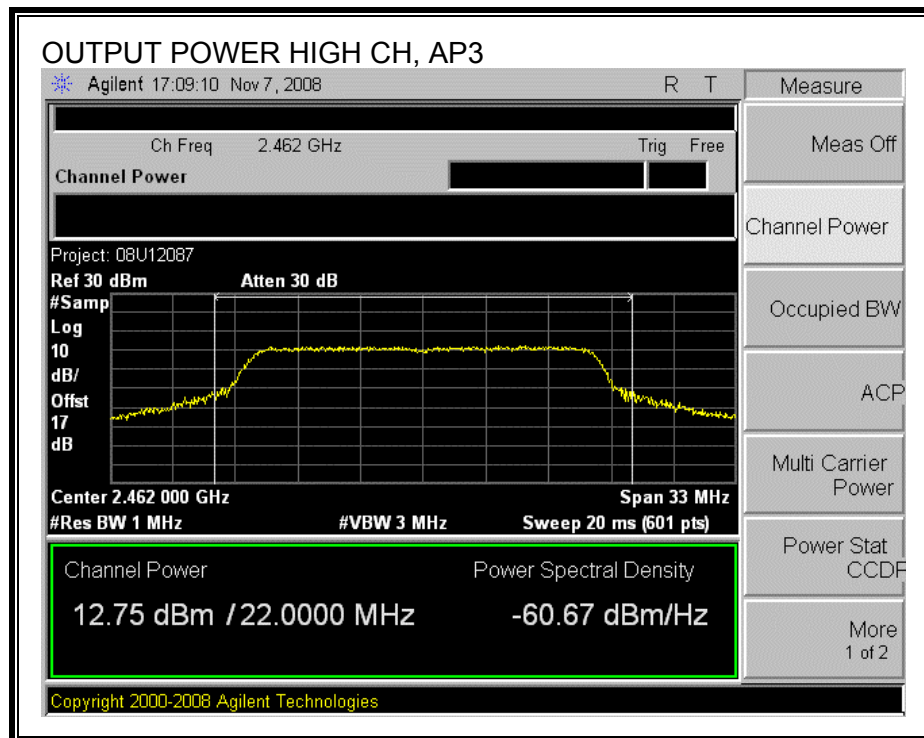 OUTPUT POWER HIGH CH, AP3
Agilent 17:09:10 Nov 7, 2008 R T
Measure
Ch Freq 2.462 GHz Trig Free
Meas Off
Channel Power
Channel Power
Project: 08U12087
Ref 30 dBm Atten 30 dB
#Samp
Log
10
dB/
Offst
17
dB
Occupied BW
ACP
Multi Carrier
Power
Center 2.462 000 GHz Span 33 MHz
#Res BW 1 MHz #VBW 3 MHz Sweep 20 ms (601 pts)
Power Stat
CCDF
Channel Power Power Spectral Density
12.75 dBm / 22.0000 MHz -60.67 dBm/Hz
More
1 of 2
Copyright 2000-2008 Agilent Technologies